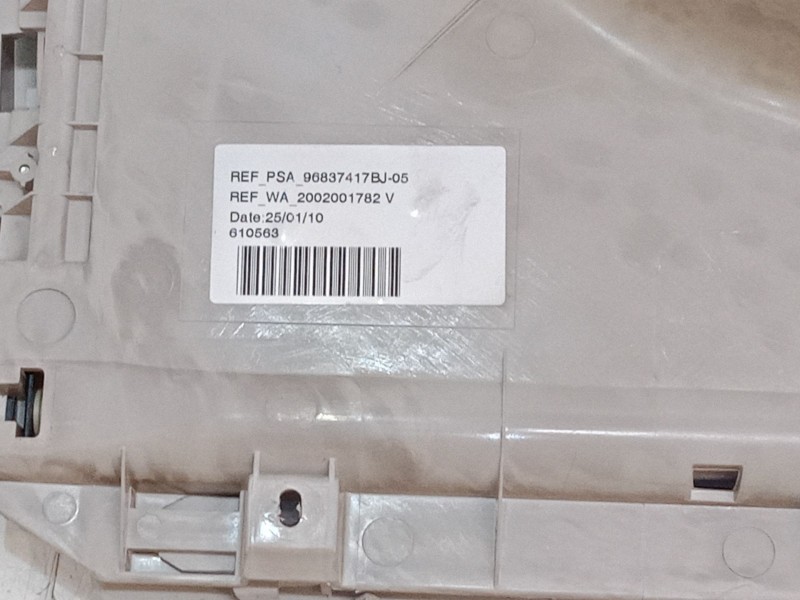 REF_PSA_96837417BJ-05
REF_WA_2002001782 V
Date:25/01/10
610563